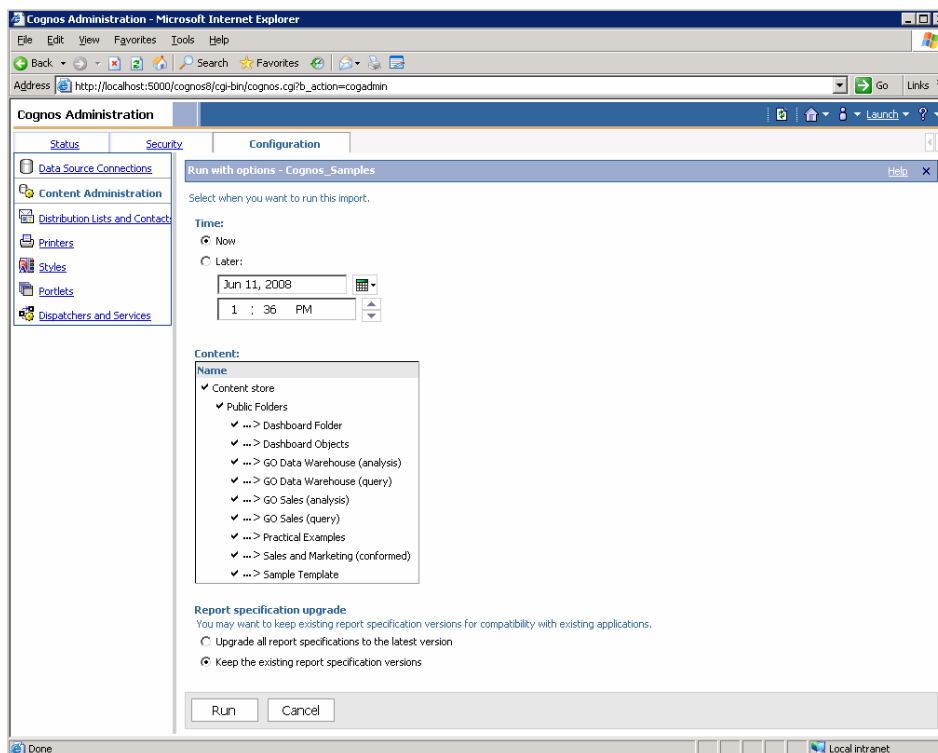 Cognos Administration - Microsoft Internet Explorer
File Edit View Favorites Tools Help
Back Search Favorites
Address http://localhost:5000/cognos8/cgi-bin/cognos.cgi?b_action=cogadmin Go Links
Cognos Administration Launch ?
Status Security Configuration
Data Source Connections
Content Administration
Distribution Lists and Contacts
Printers
Styles
Portlets
Dispatchers and Services
Run with options - Cognos_Samples Help
Select when you want to run this import.
Time:
Now
Later:
Jun 11, 2008
1 : 36 PM
Content:
Name
Content store
Public Folders
...> Dashboard Folder
...> Dashboard Objects
...> GO Data Warehouse (analysis)
...> GO Data Warehouse (query)
...> GO Sales (analysis)
...> GO Sales (query)
...> Practical Examples
...> Sales and Marketing (conformed)
...> Sample Template
Report specification upgrade
You may want to keep existing report specification versions for compatibility with existing applications.
Upgrade all report specifications to the latest version
Keep the existing report specification versions
Run Cancel
Done Local intranet